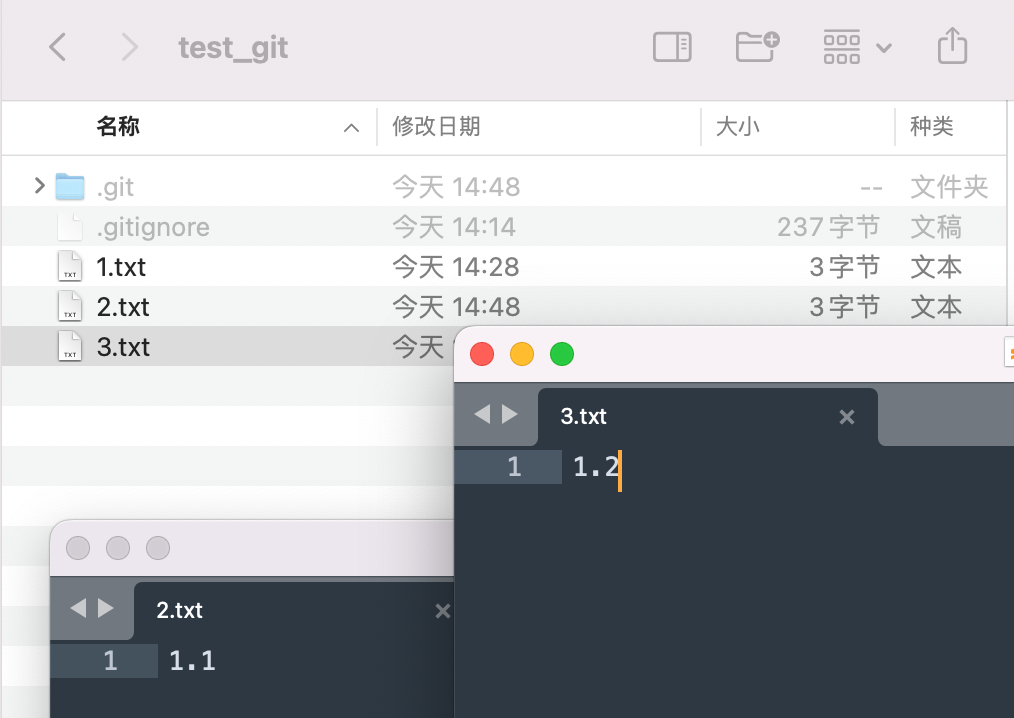 test_git
名称 修改日期 大小 种类
.git 今天 14:48 -- 文件夹
.gitignore 今天 14:14 237 字节 文稿
TXT 1.txt 今天 14:28 3 字节 文本
TXT 2.txt 今天 14:48 3 字节 文本
TXT 3.txt 今天
3.txt
1 1.2
2.txt
1 1.1